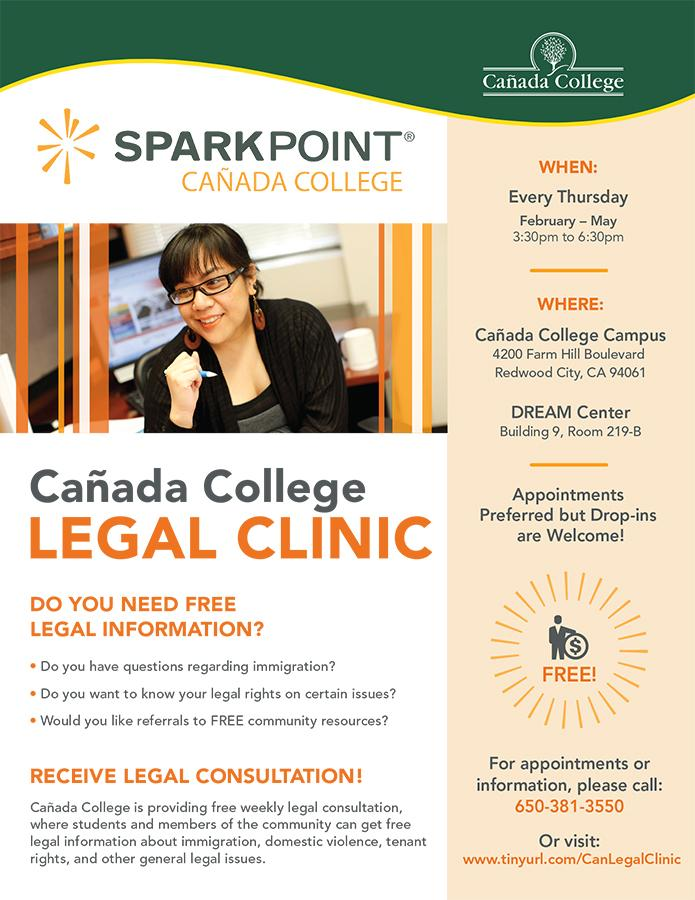 Cañada College
SPARKPOINT®
CAÑADA COLLEGE
Cañada College
LEGAL CLINIC
DO YOU NEED FREE
LEGAL INFORMATION?
• Do you have questions regarding immigration?
• Do you want to know your legal rights on certain issues?
• Would you like referrals to FREE community resources?
RECEIVE LEGAL CONSULTATION!
Cañada College is providing free weekly legal consultation,
where students and members of the community can get free
legal information about immigration, domestic violence, tenant
rights, and other general legal issues.
WHEN:
Every Thursday
February – May
3:30pm to 6:30pm
WHERE:
Cañada College Campus
4200 Farm Hill Boulevard
Redwood City, CA 94061
DREAM Center
Building 9, Room 219-B
Appointments
Preferred but Drop-ins
are Welcome!
$
FREE!
For appointments or
information, please call:
650-381-3550
Or visit:
www.tinyurl.com/CanLegalClinic